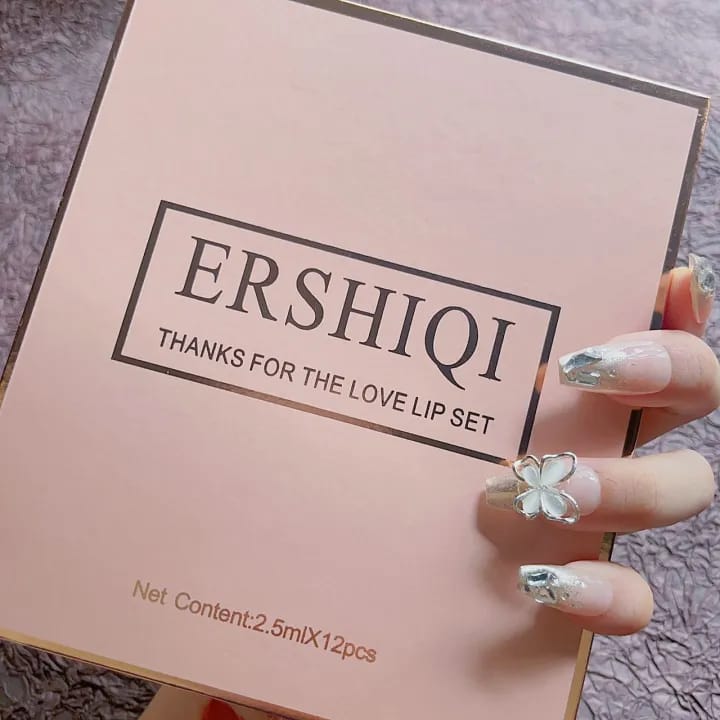 ERSHIQI
THANKS FOR THE LOVE LIP SET
Net Content:2.5mlX12pcs